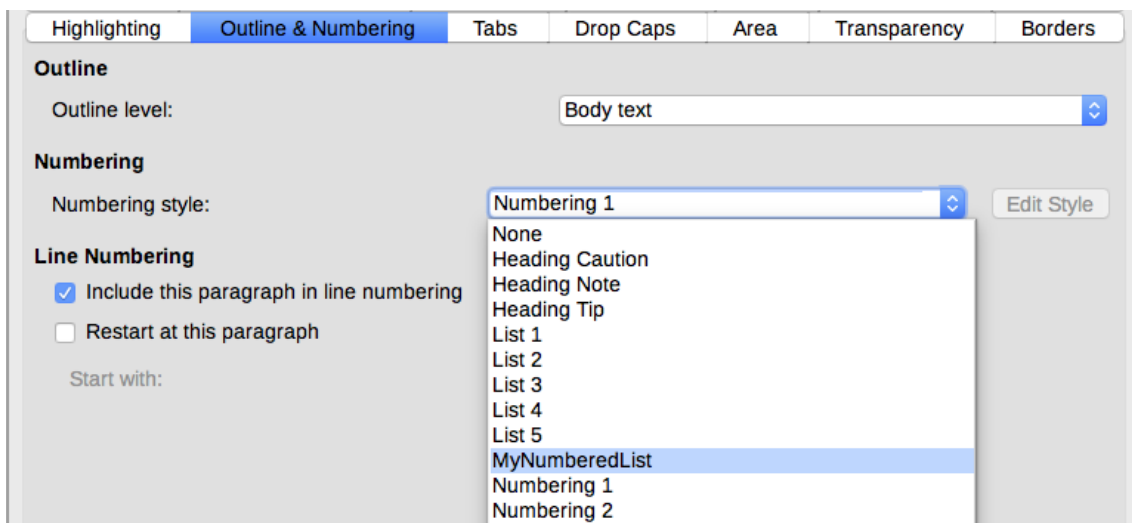 Highlighting Outline & Numbering Tabs Drop Caps Area Transparency Borders
Outline
Outline level: Body text
Numbering
Numbering style: Numbering 1 Edit Style
None
Heading Caution
Line Numbering
Include this paragraph in line numbering
Heading Note
Heading Tip
Restart at this paragraph
List 1
List 2
Start with:
List 3
List 4
List 5
MyNumberedList
Numbering 1
Numbering 2